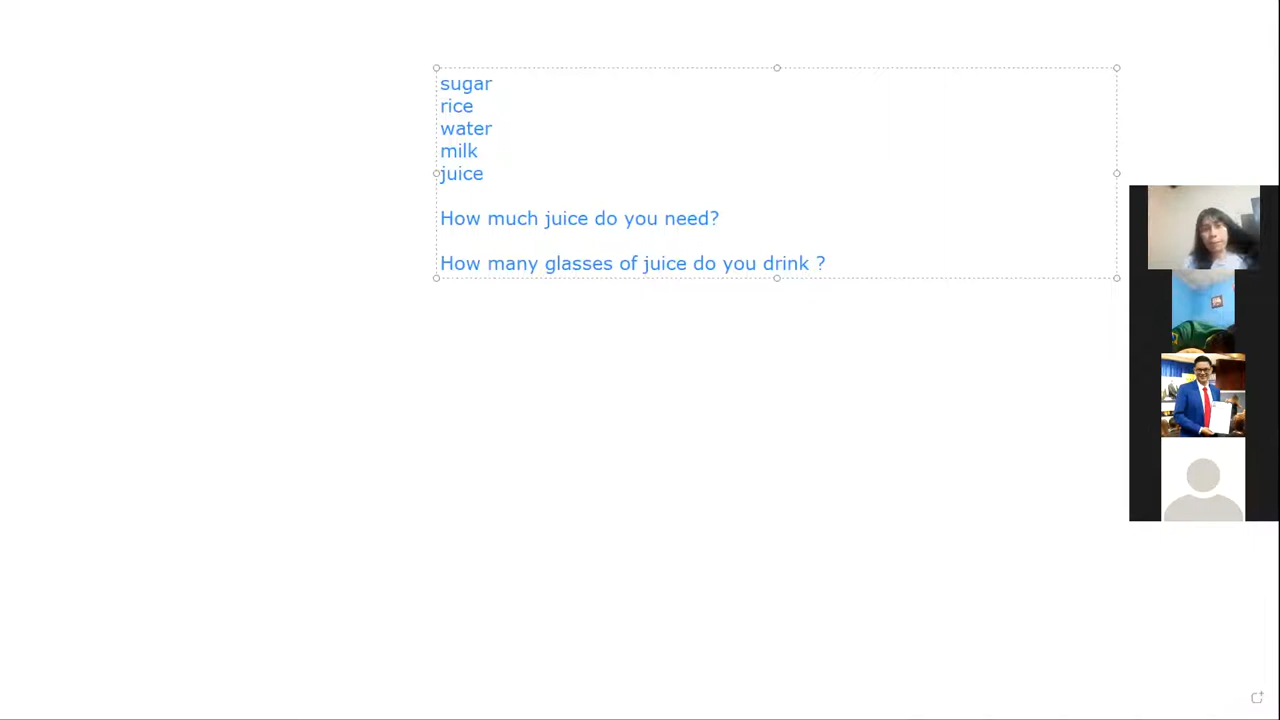 sugar
rice
water
milk
juice
How much juice do you need?
How many glasses of juice do you drink ?